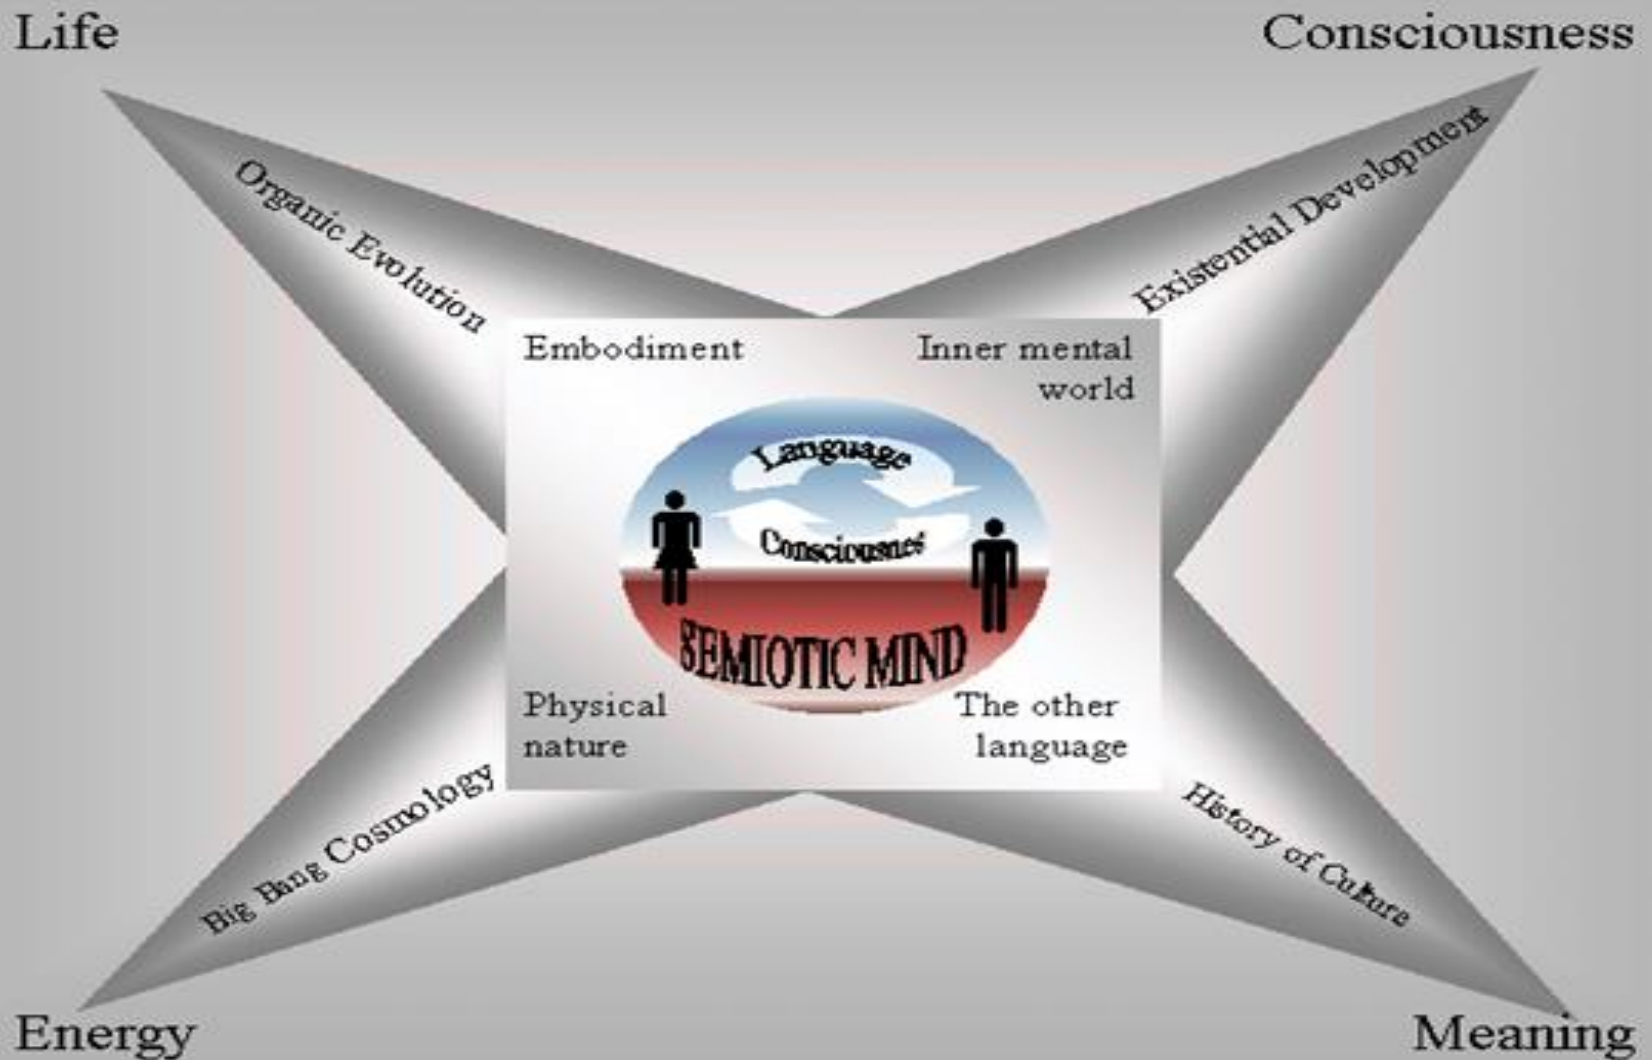 Life
Consciousness
Organic Evolution
Existential Development
Embodiment
Inner mental
world
Language
Consciousnes
SEMIOTIC MIND
Physical
nature
The other
language
Big Bang Cosmology
History of Culture
Energy
Meaning